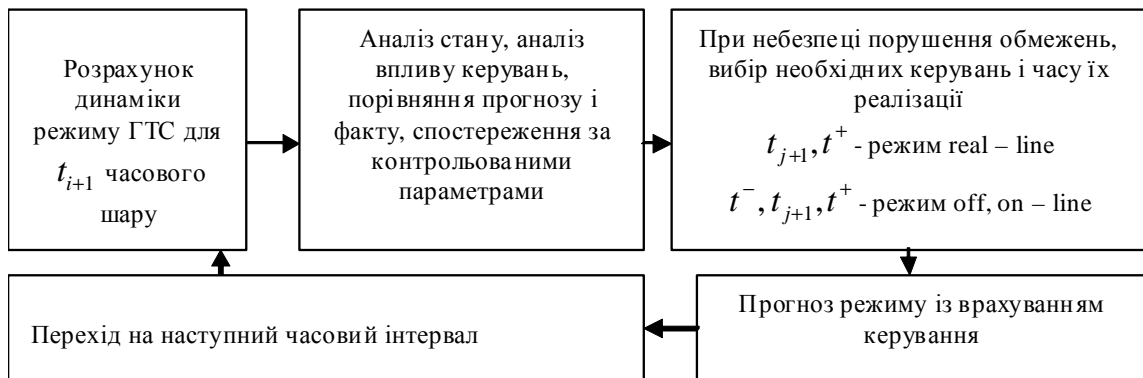 Розрахунок
динаміки
режиму ГТС для
t_{i+1} часового
шару
Аналіз стану, аналіз
впливу керувань,
порівняння прогнозу і
факту, спостереження за
контрольованими
параметрами
При небезпеці порушення обмежень,
вибір необхідних керувань і часу їх
реалізації
t_{j+1}, t^+ - режим real – line
t^-, t_{j+1}, t^+ - режим off, on – line
Прогноз режиму із врахуванням
керування
Перехід на наступний часовий інтервал